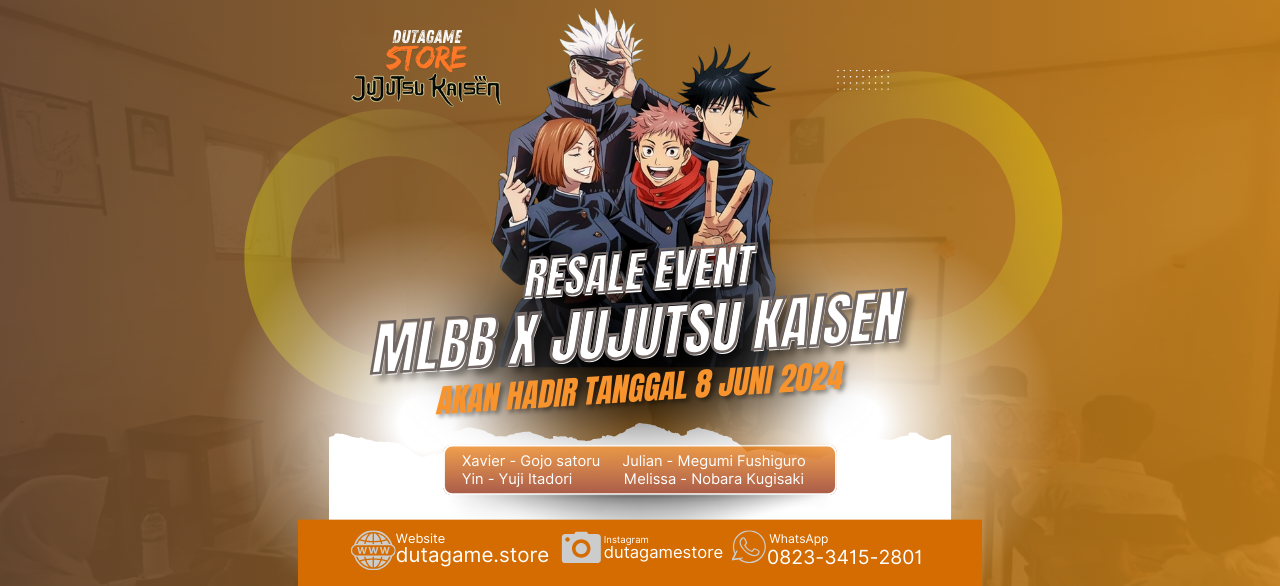 DUTAGAME
STORE
JUJUTSU KAISEN
RESALE EVENT
MLBB X JUJUTSU KAISEN
AKAN HADIR TANGGAL 8 JUNI 2024
Xavier - Gojo satoru
Julian - Megumi Fushiguro
Yin - Yuji Itadori
Melissa - Nobara Kugisaki
WWW
Website
dutagame.store
Instagram
dutagamestore
WhatsApp
0823-3415-2801